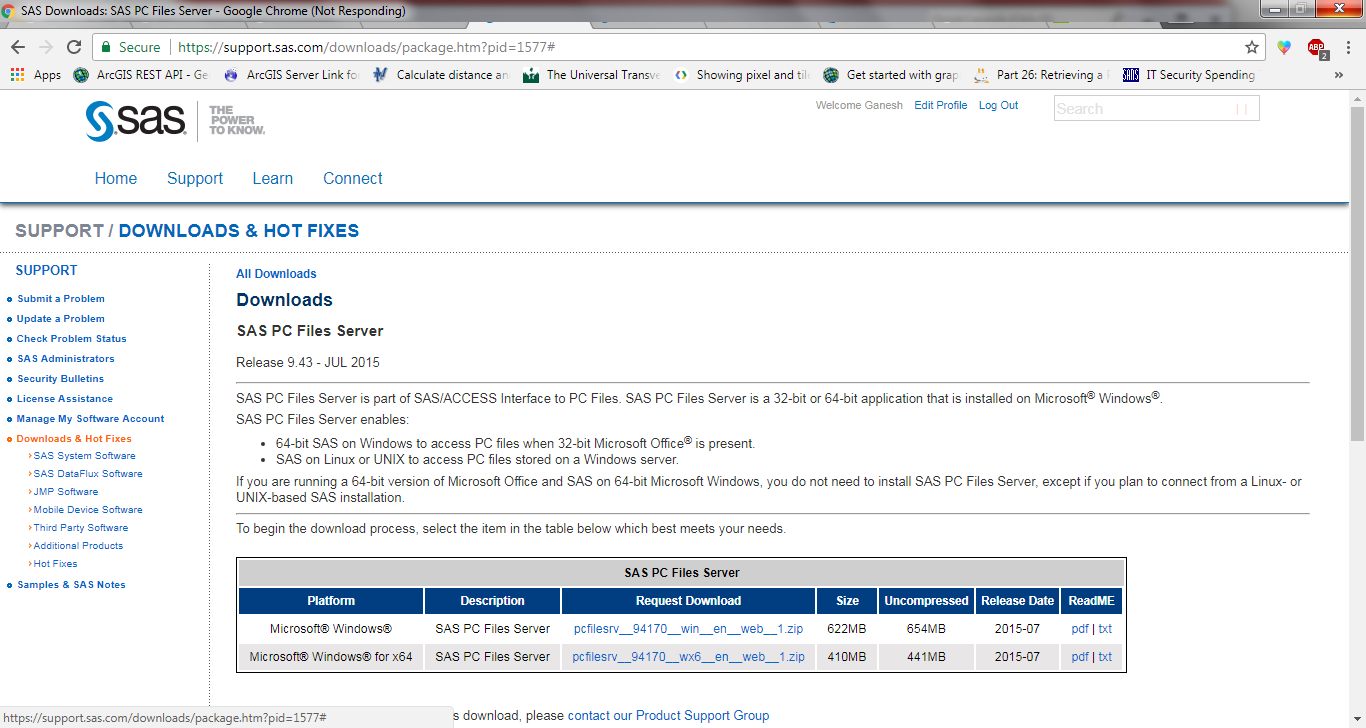 SAS Downloads: SAS PC Files Server - Google Chrome (Not Responding)
Secure | https://support.sas.com/downloads/package.htm?pid=1577#
ABP 2
Apps ArcGIS REST API - Ge ArcGIS Server Link fo Calculate distance an The Universal Transve Showing pixel and til Get started with grap Part 26: Retrieving a SANS IT Security Spending »
sas THE POWER TO KNOW.
Welcome Ganesh Edit Profile Log Out Search
Home Support Learn Connect
SUPPORT / DOWNLOADS & HOT FIXES
SUPPORT
Submit a Problem
Update a Problem
Check Problem Status
SAS Administrators
Security Bulletins
License Assistance
Manage My Software Account
Downloads & Hot Fixes
SAS System Software
SAS DataFlux Software
JMP Software
Mobile Device Software
Third Party Software
Additional Products
Hot Fixes
Samples & SAS Notes
All Downloads
Downloads
SAS PC Files Server
Release 9.43 - JUL 2015
SAS PC Files Server is part of SAS/ACCESS Interface to PC Files. SAS PC Files Server is a 32-bit or 64-bit application that is installed on Microsoft® Windows®.
SAS PC Files Server enables:
• 64-bit SAS on Windows to access PC files when 32-bit Microsoft Office® is present.
• SAS on Linux or UNIX to access PC files stored on a Windows server.
If you are running a 64-bit version of Microsoft Office and SAS on 64-bit Microsoft Windows, you do not need to install SAS PC Files Server, except if you plan to connect from a Linux- or
UNIX-based SAS installation.
To begin the download process, select the item in the table below which best meets your needs.
SAS PC Files Server
Platform Description Request Download Size Uncompressed Release Date ReadME
Microsoft® Windows® SAS PC Files Server pcfilesrv__94170__win__en__web__1.zip 622MB 654MB 2015-07 pdf | txt
Microsoft® Windows® for x64 SAS PC Files Server pcfilesrv__94170__wx6__en__web__1.zip 410MB 441MB 2015-07 pdf | txt
s download, please contact our Product Support Group
https://support.sas.com/downloads/package.htm?pid=1577#